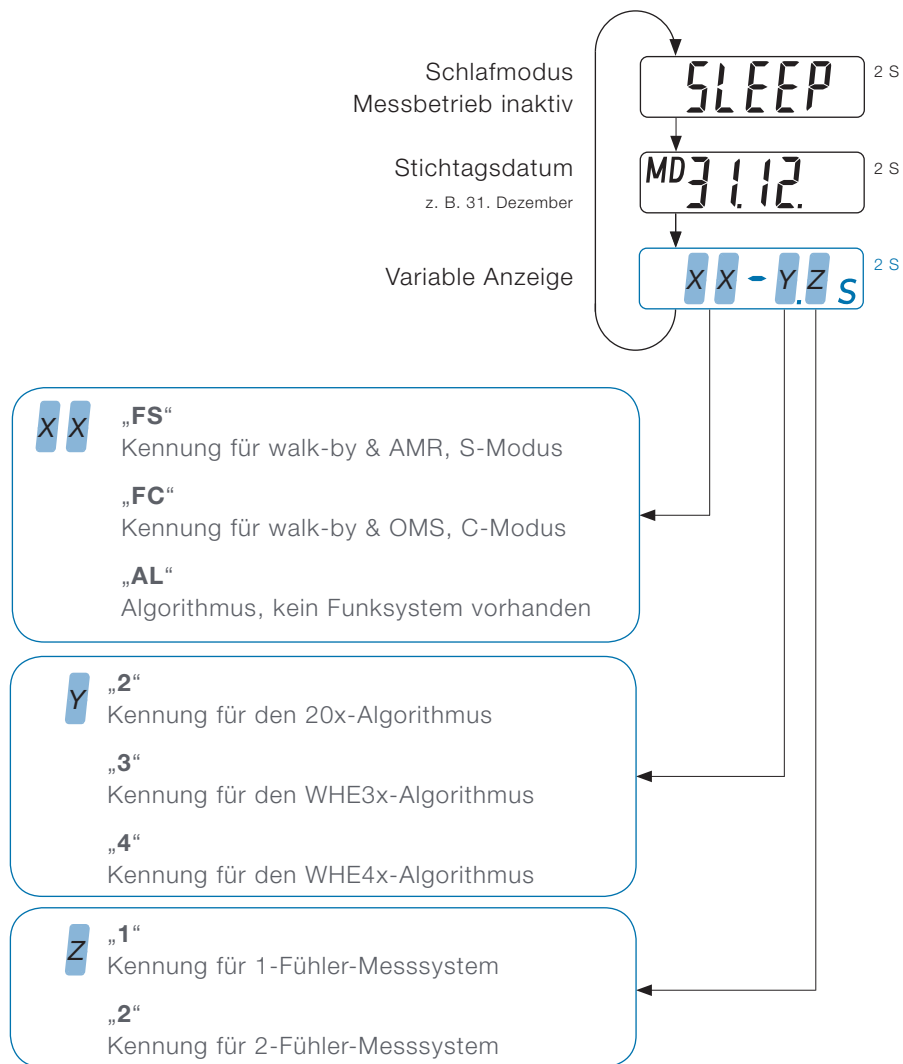 Schlafmodus
Messbetrieb inaktiv
SLEEP 2 S
Stichtagsdatum
z. B. 31. Dezember
MD 31.12. 2 S
Variable Anzeige
X X - Y.Z S 2 S
X X
„FS“
Kennung für walk-by & AMR, S-Modus
„FC“
Kennung für walk-by & OMS, C-Modus
„AL“
Algorithmus, kein Funksystem vorhanden
Y
„2“
Kennung für den 20x-Algorithmus
„3“
Kennung für den WHE3x-Algorithmus
„4“
Kennung für den WHE4x-Algorithmus
Z
„1“
Kennung für 1-Fühler-Messsystem
„2“
Kennung für 2-Fühler-Messsystem